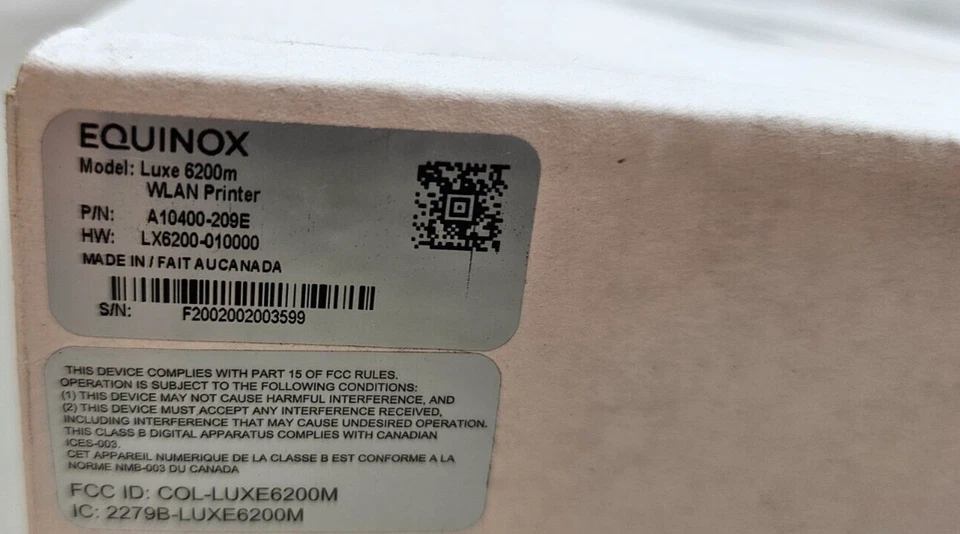 EQUINOX
Model: Luxe 6200m
WLAN Printer
P/N: A10400-209E
HW: LX6200-010000
MADE IN / FAIT AU CANADA
S/N: F2002002003599
THIS DEVICE COMPLIES WITH PART 15 OF FCC RULES.
OPERATION IS SUBJECT TO THE FOLLOWING CONDITIONS:
(1) THIS DEVICE MAY NOT CAUSE HARMFUL INTERFERENCE, AND
(2) THIS DEVICE MUST ACCEPT ANY INTERFERENCE RECEIVED,
INCLUDING INTERFERENCE THAT MAY CAUSE UNDESIRED OPERATION.
THIS CLASS B DIGITAL APPARATUS COMPLIES WITH CANADIAN
ICES-003.
CET APPAREIL NUMERIQUE DE LA CLASSE B EST CONFORME A LA
NORME NMB-003 DU CANADA
FCC ID: COL-LUXE6200M
IC: 2279B-LUXE6200M